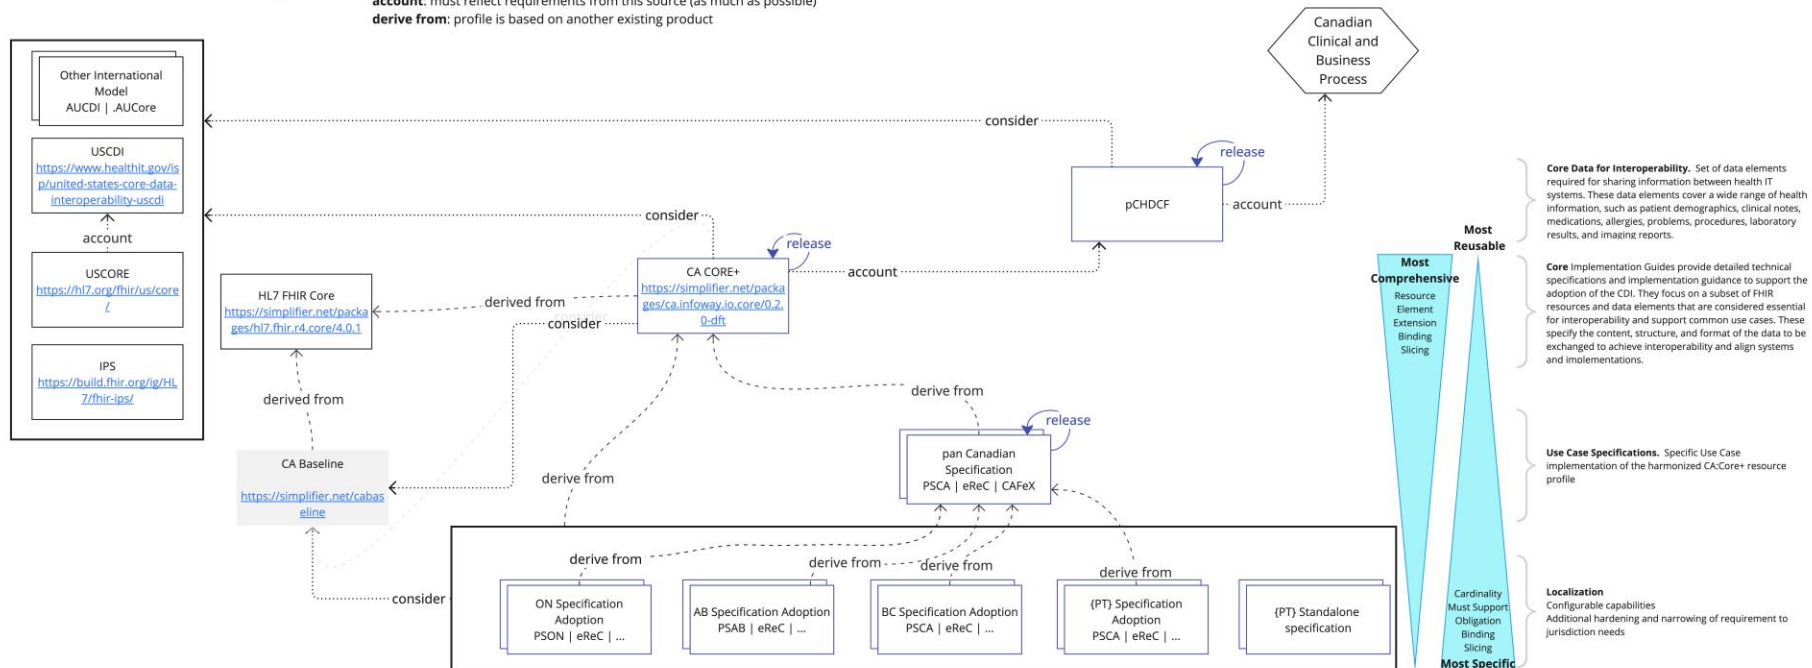 account: must reflect requirements from this source (as much as possible)
derive from: profile is based on another existing product
Canadian
Clinical and
Business
Process
Other International
Model
AUCDI | .AUCore
USCDI
https://www.healthit.gov/is
p/united-states-core-data-
interoperability-uscdi
account
USCORE
https://hl7.org/fhir/us/core
/
IPS
https://build.fhir.org/ig/HL
7/fhir-ips/
consider
release
pCHDCF
account
consider
release
CA CORE+
https://simplifier.net/packa
ges/ca.infoway.io.core/0.2.
0-dft
account
HL7 FHIR Core
https://simplifier.net/packa
ges/hl7.fhir.r4.core/4.0.1
derived from
consider
consider
derived from
CA Baseline
https://simplifier.net/cabas
eline
derive from
derive from
release
pan Canadian
Specification
PSCA | eReC | CAFeX
consider
derive from
derive from
derive from
derive from
ON Specification
Adoption
PSON | eReC | ...
AB Specification Adoption
PSAB | eReC | ...
BC Specification Adoption
PSCA | eReC | ...
{PT} Specification
Adoption
PSCA | eReC | ...
{PT} Standalone
specification
Most
Reusable
Most
Comprehensive
Resource
Element
Extension
Binding
Slicing
Cardinality
Must Support
Obligation
Binding
Slicing
Most Specific
Core Data for Interoperability. Set of data elements
required for sharing information between health IT
systems. These data elements cover a wide range of health
information, such as patient demographics, clinical notes,
medications, allergies, problems, procedures, laboratory
results, and imaging reports.
Core Implementation Guides provide detailed technical
specifications and implementation guidance to support the
adoption of the CDI. They focus on a subset of FHIR
resources and data elements that are considered essential
for interoperability and support common use cases. These
specify the content, structure, and format of the data to be
exchanged to achieve interoperability and align systems
and implementations.
Use Case Specifications. Specific Use Case
implementation of the harmonized CA:Core+ resource
profile
Localization
Configurable capabilities
Additional hardening and narrowing of requirement to
jurisdiction needs